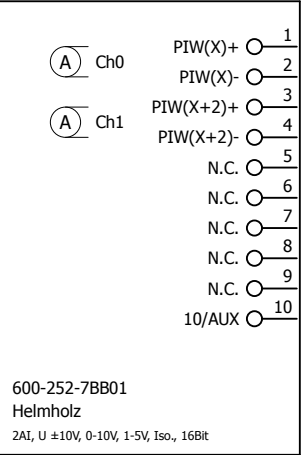 PIW(X)+ 1
A Ch0
PIW(X)- 2
PIW(X+2)+ 3
A Ch1
PIW(X+2)- 4
N.C. 5
N.C. 6
N.C. 7
N.C. 8
N.C. 9
10/AUX 10
600-252-7BB01
Helmholz
2AI, U ±10V, 0-10V, 1-5V, Iso., 16Bit